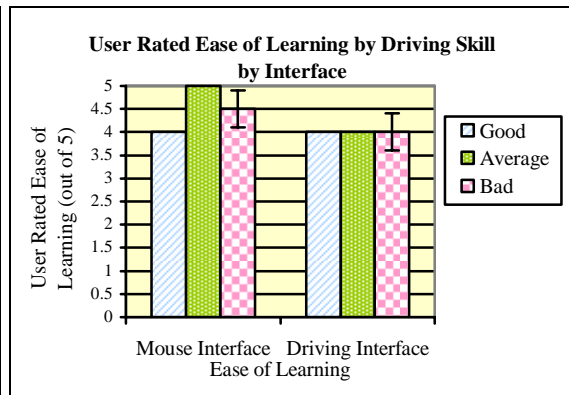 User Rated Ease of Learning by Driving Skill
by Interface
User Rated Ease of
Learning (out of 5)
5
4.5
4
3.5
3
2.5
2
1.5
1
0.5
0
Mouse Interface Driving Interface
Ease of Learning
Good
Average
Bad